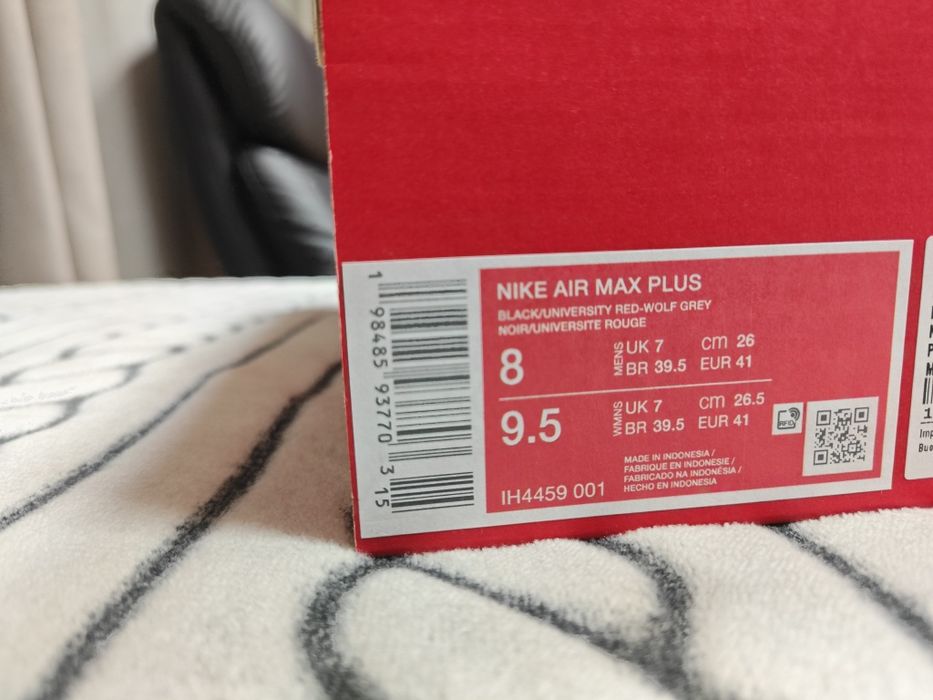 NIKE AIR MAX PLUS
BLACK/UNIVERSITY RED-WOLF GREY
NOIR/UNIVERSITE ROUGE
8 MENS UK 7 cm 26
BR 39.5 EUR 41
9.5 WMNS UK 7 cm 26.5
BR 39.5 EUR 41
RFID
MADE IN INDONESIA /
FABRIQUE EN INDONESIE /
FABRICADO NA INDONÉSIA /
HECHO EN INDONESIA
IH4459 001
1 98485 93770 3 15